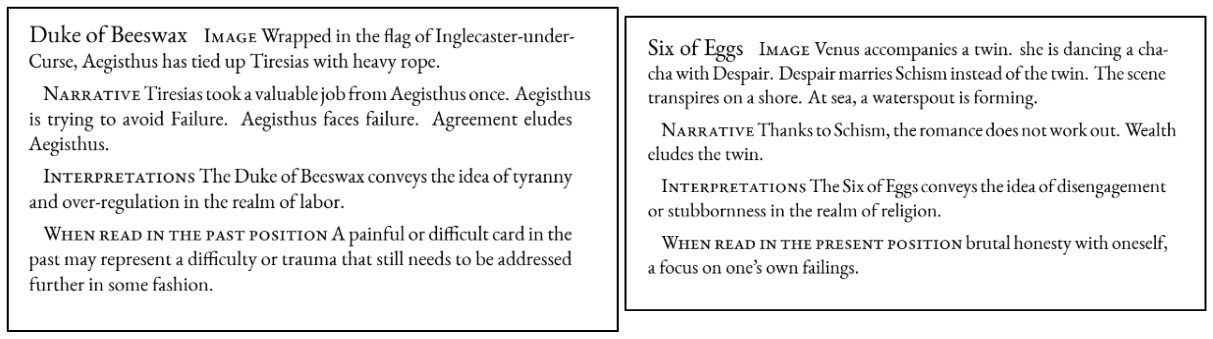 Duke of Beeswax IMAGE Wrapped in the flag of Inglecaster-under-
Curse, Aegisthus has tied up Tiresias with heavy rope.
NARRATIVE Tiresias took a valuable job from Aegisthus once. Aegisthus
is trying to avoid Failure. Aegisthus faces failure. Agreement eludes
Aegisthus.
INTERPRETATIONS The Duke of Beeswax conveys the idea of tyranny
and over-regulation in the realm of labor.
WHEN READ IN THE PAST POSITION A painful or difficult card in the
past may represent a difficulty or trauma that still needs to be addressed
further in some fashion.
Six of Eggs IMAGE Venus accompanies a twin. she is dancing a cha-
cha with Despair. Despair marries Schism instead of the twin. The scene
transpires on a shore. At sea, a waterspout is forming.
NARRATIVE Thanks to Schism, the romance does not work out. Wealth
eludes the twin.
INTERPRETATIONS The Six of Eggs conveys the idea of disengagement
or stubbornness in the realm of religion.
WHEN READ IN THE PRESENT POSITION brutal honesty with oneself,
a focus on one's own failings.